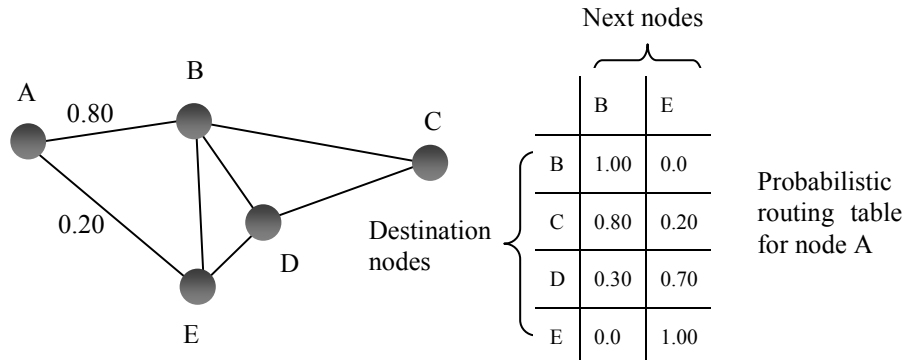 Next nodes
A
B
0.80
C
0.20
D
E
B E
B 1.00 0.0
C 0.80 0.20
D 0.30 0.70
E 0.0 1.00
Destination
nodes
Probabilistic
routing table
for node A